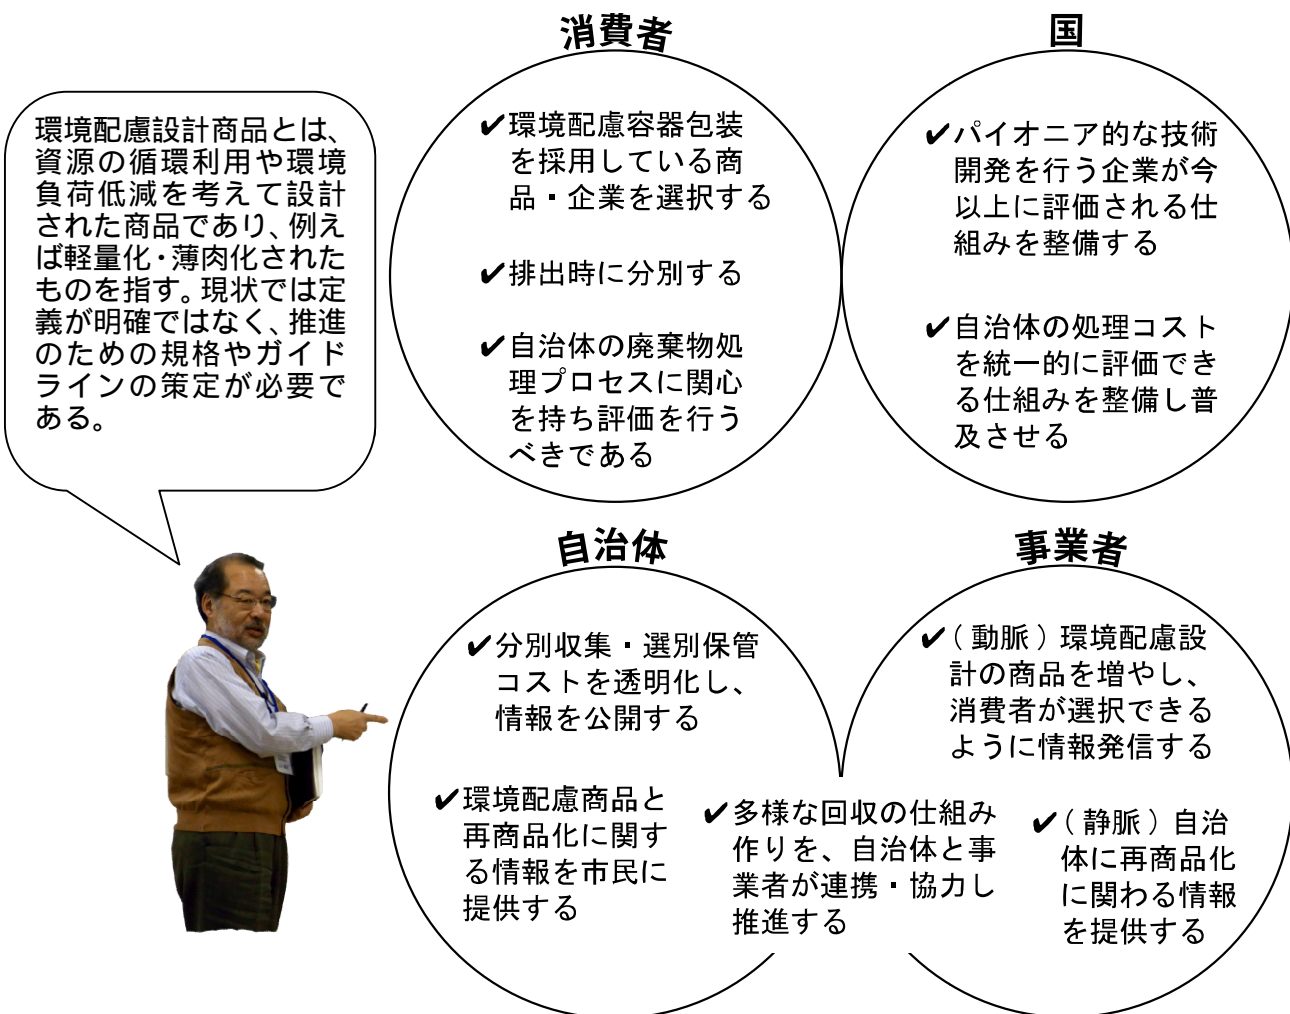 環境配慮設計商品とは、
資源の循環利用や環境
負荷低減を考えて設計
された商品であり、例え
ば軽量化・薄肉化された
ものを指す。現状では定
義が明確ではなく、推進
のための規格やガイド
ラインの策定が必要で
ある。
消費者
✔環境配慮容器包装
を採用している商
品・企業を選択する
✔排出時に分別する
✔自治体の廃棄物処
理プロセスに関心
を持ち評価を行う
べきである
国
✔パイオニア的な技術
開発を行う企業が今
以上に評価される仕
組みを整備する
✔自治体の処理コスト
を統一的に評価でき
る仕組みを整備し普
及させる
自治体
✔分別収集・選別保管
コストを透明化し、
情報を公開する
✔環境配慮商品と
再商品化に関す
る情報を市民に
提供する
✔多様な回収の仕組み
作りを、自治体と事
業者が連携・協力し
推進する
事業者
✔(動脈)環境配慮設
計の商品を増やし、
消費者が選択できる
ように情報発信する
✔(静脈)自治
体に再商品化
に関わる情報
を提供する